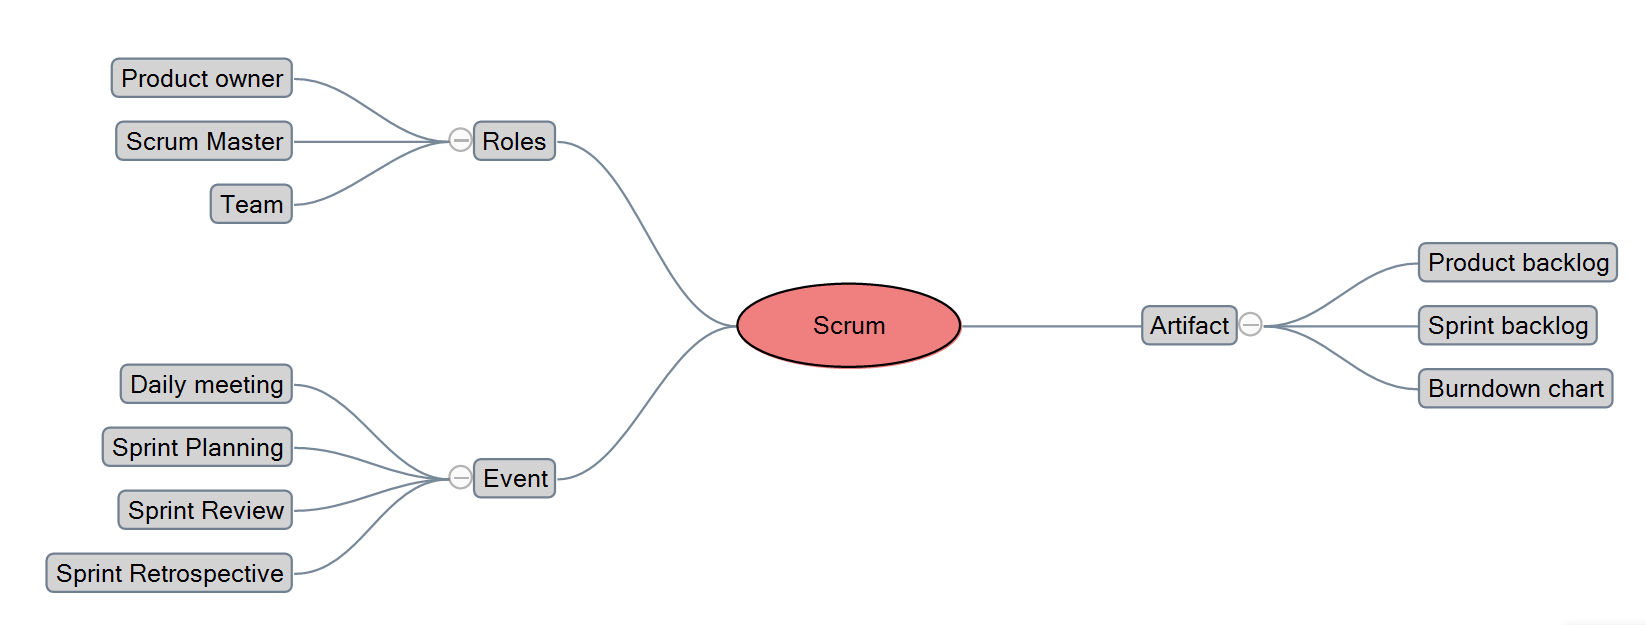 Product owner
Scrum Master
Team
Roles
Daily meeting
Sprint Planning
Sprint Review
Sprint Retrospective
Event
Scrum
Artifact
Product backlog
Sprint backlog
Burndown chart